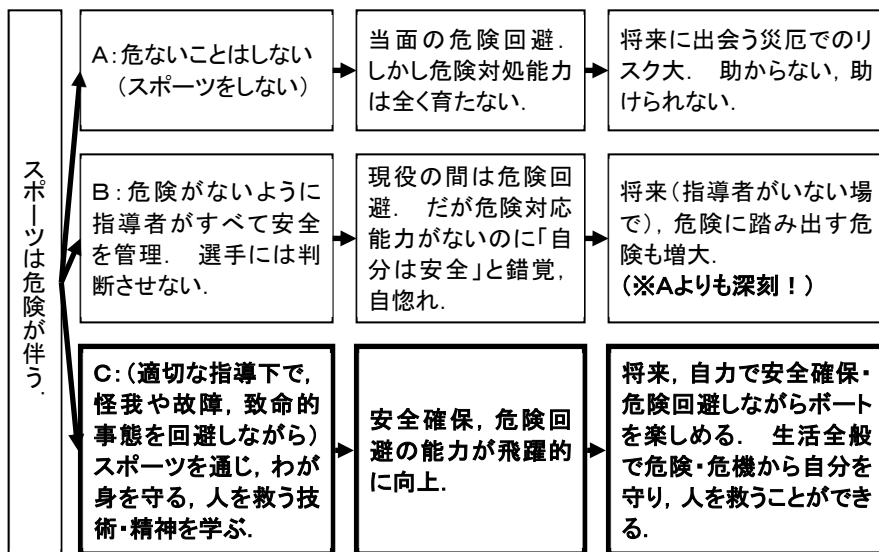 スポーツは危険が伴う.
A:危ないことはしない
(スポーツをしない)
当面の危険回避.
しかし危険対処能力
は全く育たない.
将来に出会う災厄でのリ
スク大. 助からない,助
けられない.
B:危険がないように
指導者がすべて安全
を管理. 選手には判
断させない.
現役の間は危険回
避. だが危険対応
能力がないのに「自
分は安全」と錯覚,
自惚れ.
将来(指導者がいない場
で),危険に踏み出す危
険も増大.
(※Aよりも深刻!)
C:(適切な指導下で,
怪我や故障,致命的
事態を回避しながら)
スポーツを通じ,わが
身を守る,人を救う技
術・精神を学ぶ.
安全確保,危険回
避の能力が飛躍的
に向上.
将来,自力で安全確保・
危険回避しながらボート
を楽しめる. 生活全般
で危険・危機から自分を
守り,人を救うことができ
る.